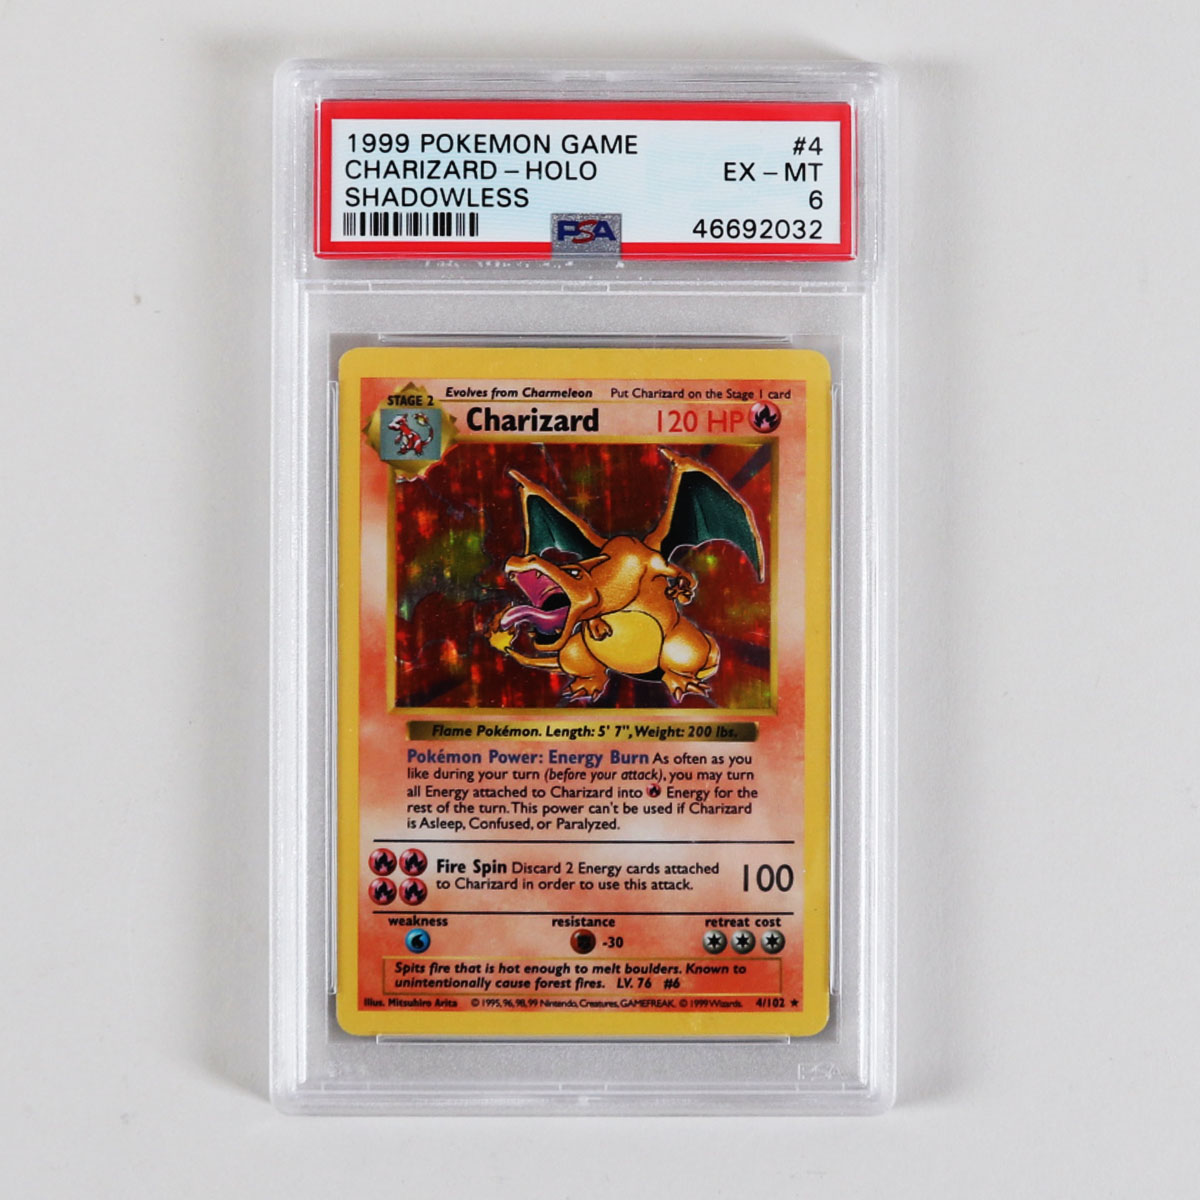 1999 POKEMON GAME #4
CHARIZARD – HOLO EX – MT
SHADOWLESS 6
PSA 46692032
STAGE 2 Evolves from Charmeleon Put Charizard on the Stage 1 card
Charizard 120 HP
Flame Pokémon. Length: 5' 7", Weight: 200 lbs.
Pokémon Power: Energy Burn As often as you
like during your turn (before your attack), you may turn
all Energy attached to Charizard into Energy for the
rest of the turn. This power can't be used if Charizard
is Asleep, Confused, or Paralyzed.
Fire Spin Discard 2 Energy cards attached
to Charizard in order to use this attack. 100
weakness resistance retreat cost
-30
Spits fire that is hot enough to melt boulders. Known to
unintentionally cause forest fires. LV. 76 #6
Illus. Mitsuhiro Arita © 1995, 96, 98, 99 Nintendo, Creatures, GAMEFREAK. © 1999 Wizards. 4/102 ★
PSA